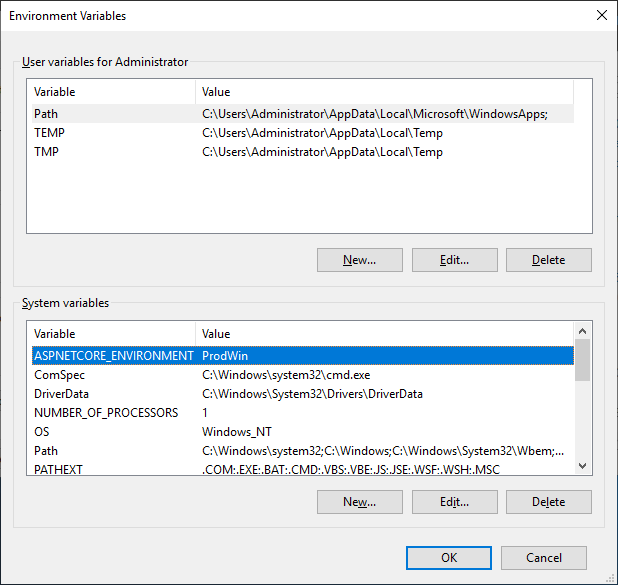 Environment Variables
User variables for Administrator
Variable Value
Path C:\Users\Administrator\AppData\Local\Microsoft\WindowsApps;
TEMP C:\Users\Administrator\AppData\Local\Temp
TMP C:\Users\Administrator\AppData\Local\Temp
New... Edit... Delete
System variables
Variable Value
ASPNETCORE_ENVIRONMENT ProdWin
ComSpec C:\Windows\system32\cmd.exe
DriverData C:\Windows\System32\Drivers\DriverData
NUMBER_OF_PROCESSORS 1
OS Windows_NT
Path C:\Windows\system32;C:\Windows;C:\Windows\System32\Wbem;...
PATHEXT .COM;.EXE;.BAT;.CMD;.VBS;.VBE;.JS;.JSE;.WSF;.WSH;.MSC
New... Edit... Delete
OK Cancel